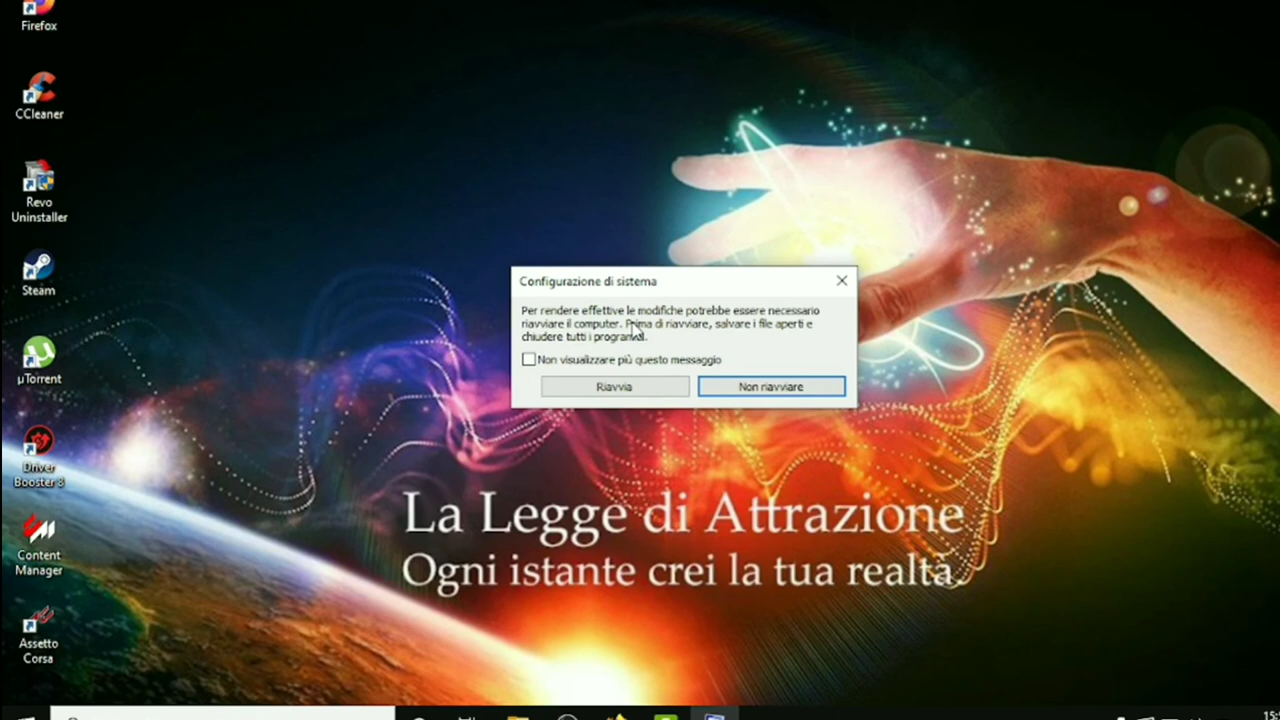 Firefox
CCleaner
Revo
Uninstaller
Steam
µTorrent
Driver
Booster 8
Content
Manager
Assetto
Corsa
Configurazione di sistema
Per rendere effettive le modifiche potrebbe essere necessario
riavviare il computer. Prima di riavviare, salvare i file aperti e
chiudere tutti i programmi.
Non visualizzare più questo messaggio
Riavvia
Non riavviare
La Legge di Attrazione
Ogni istante crei la tua realtà.